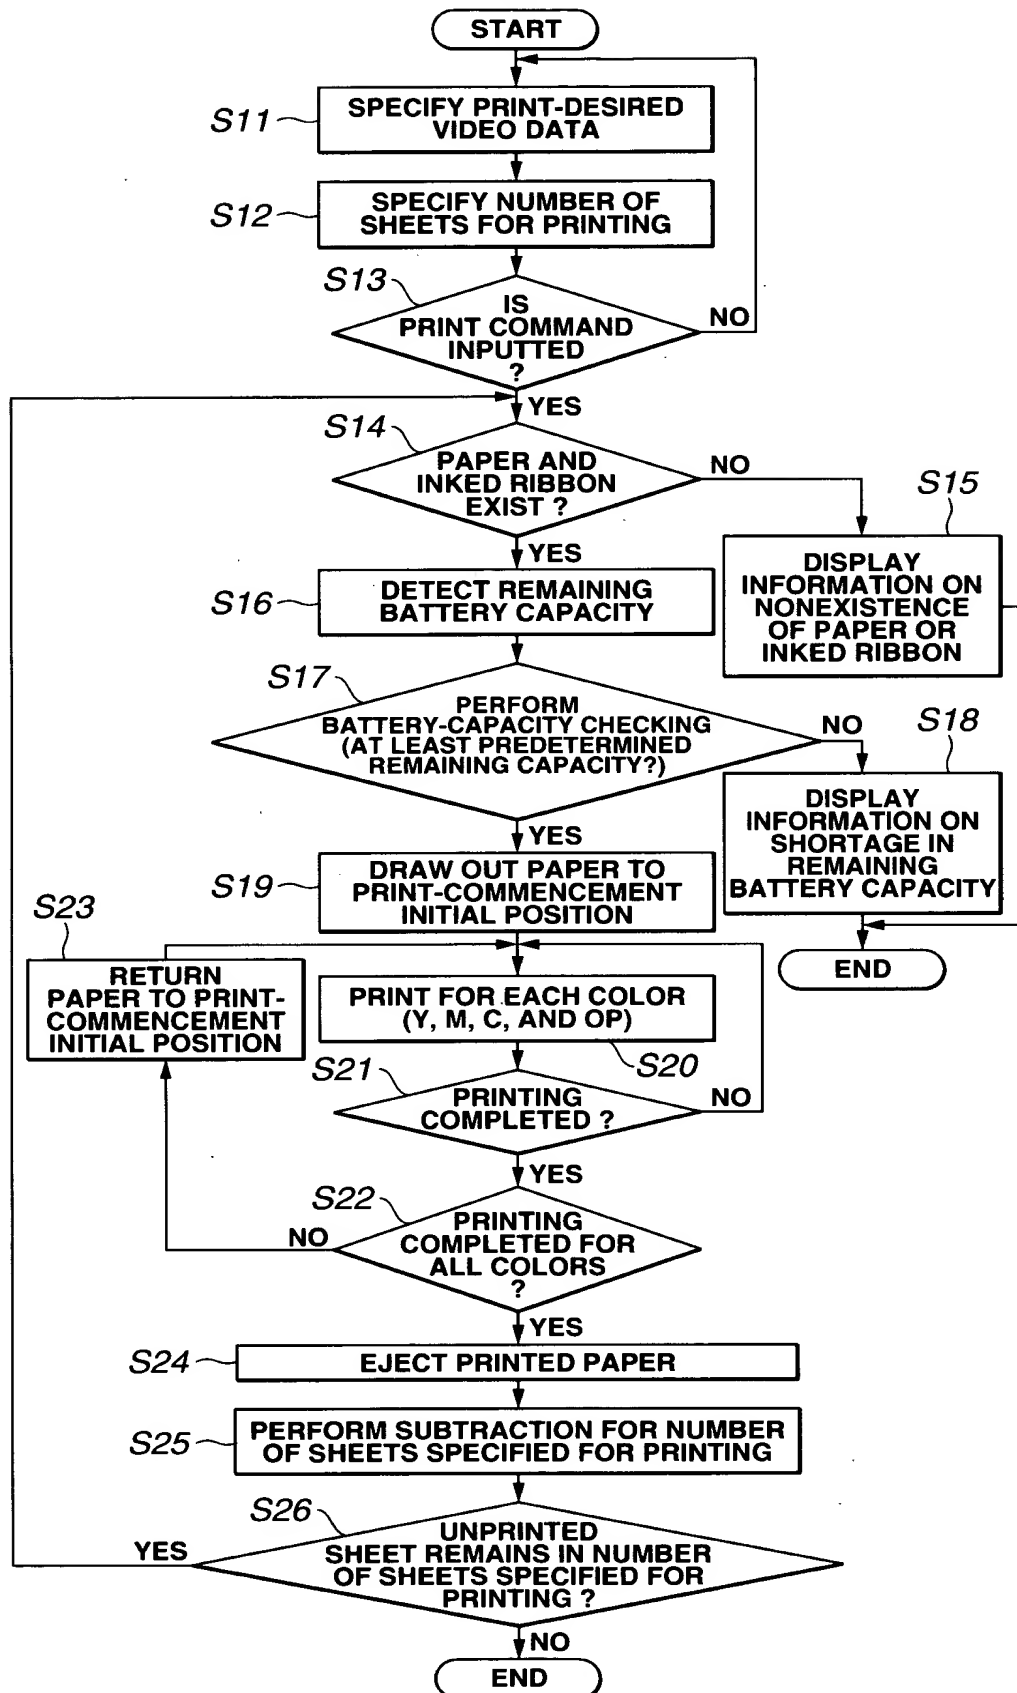 START
S11
SPECIFY PRINT-DESIRED
VIDEO DATA
S12
SPECIFY NUMBER OF
SHEETS FOR PRINTING
S13
IS
PRINT COMMAND
INPUTTED
?
NO
YES
S14
PAPER AND
INKED RIBBON
EXIST ?
NO
S15
DISPLAY
INFORMATION ON
NONEXISTENCE
OF PAPER OR
INKED RIBBON
YES
S16
DETECT REMAINING
BATTERY CAPACITY
S17
PERFORM
BATTERY-CAPACITY CHECKING
(AT LEAST PREDETERMINED
REMAINING CAPACITY?)
NO
S18
DISPLAY
INFORMATION ON
SHORTAGE IN
REMAINING
BATTERY CAPACITY
END
YES
S19
DRAW OUT PAPER TO
PRINT-COMMENCEMENT
INITIAL POSITION
S23
RETURN
PAPER TO PRINT-
COMMENCEMENT
INITIAL POSITION
PRINT FOR EACH COLOR
(Y, M, C, AND OP)
S20
S21
PRINTING
COMPLETED ?
NO
YES
S22
PRINTING
COMPLETED FOR
ALL COLORS
?
NO
YES
S24
EJECT PRINTED PAPER
S25
PERFORM SUBTRACTION FOR NUMBER
OF SHEETS SPECIFIED FOR PRINTING
S26
UNPRINTED
SHEET REMAINS IN NUMBER
OF SHEETS SPECIFIED FOR
PRINTING ?
YES
NO
END